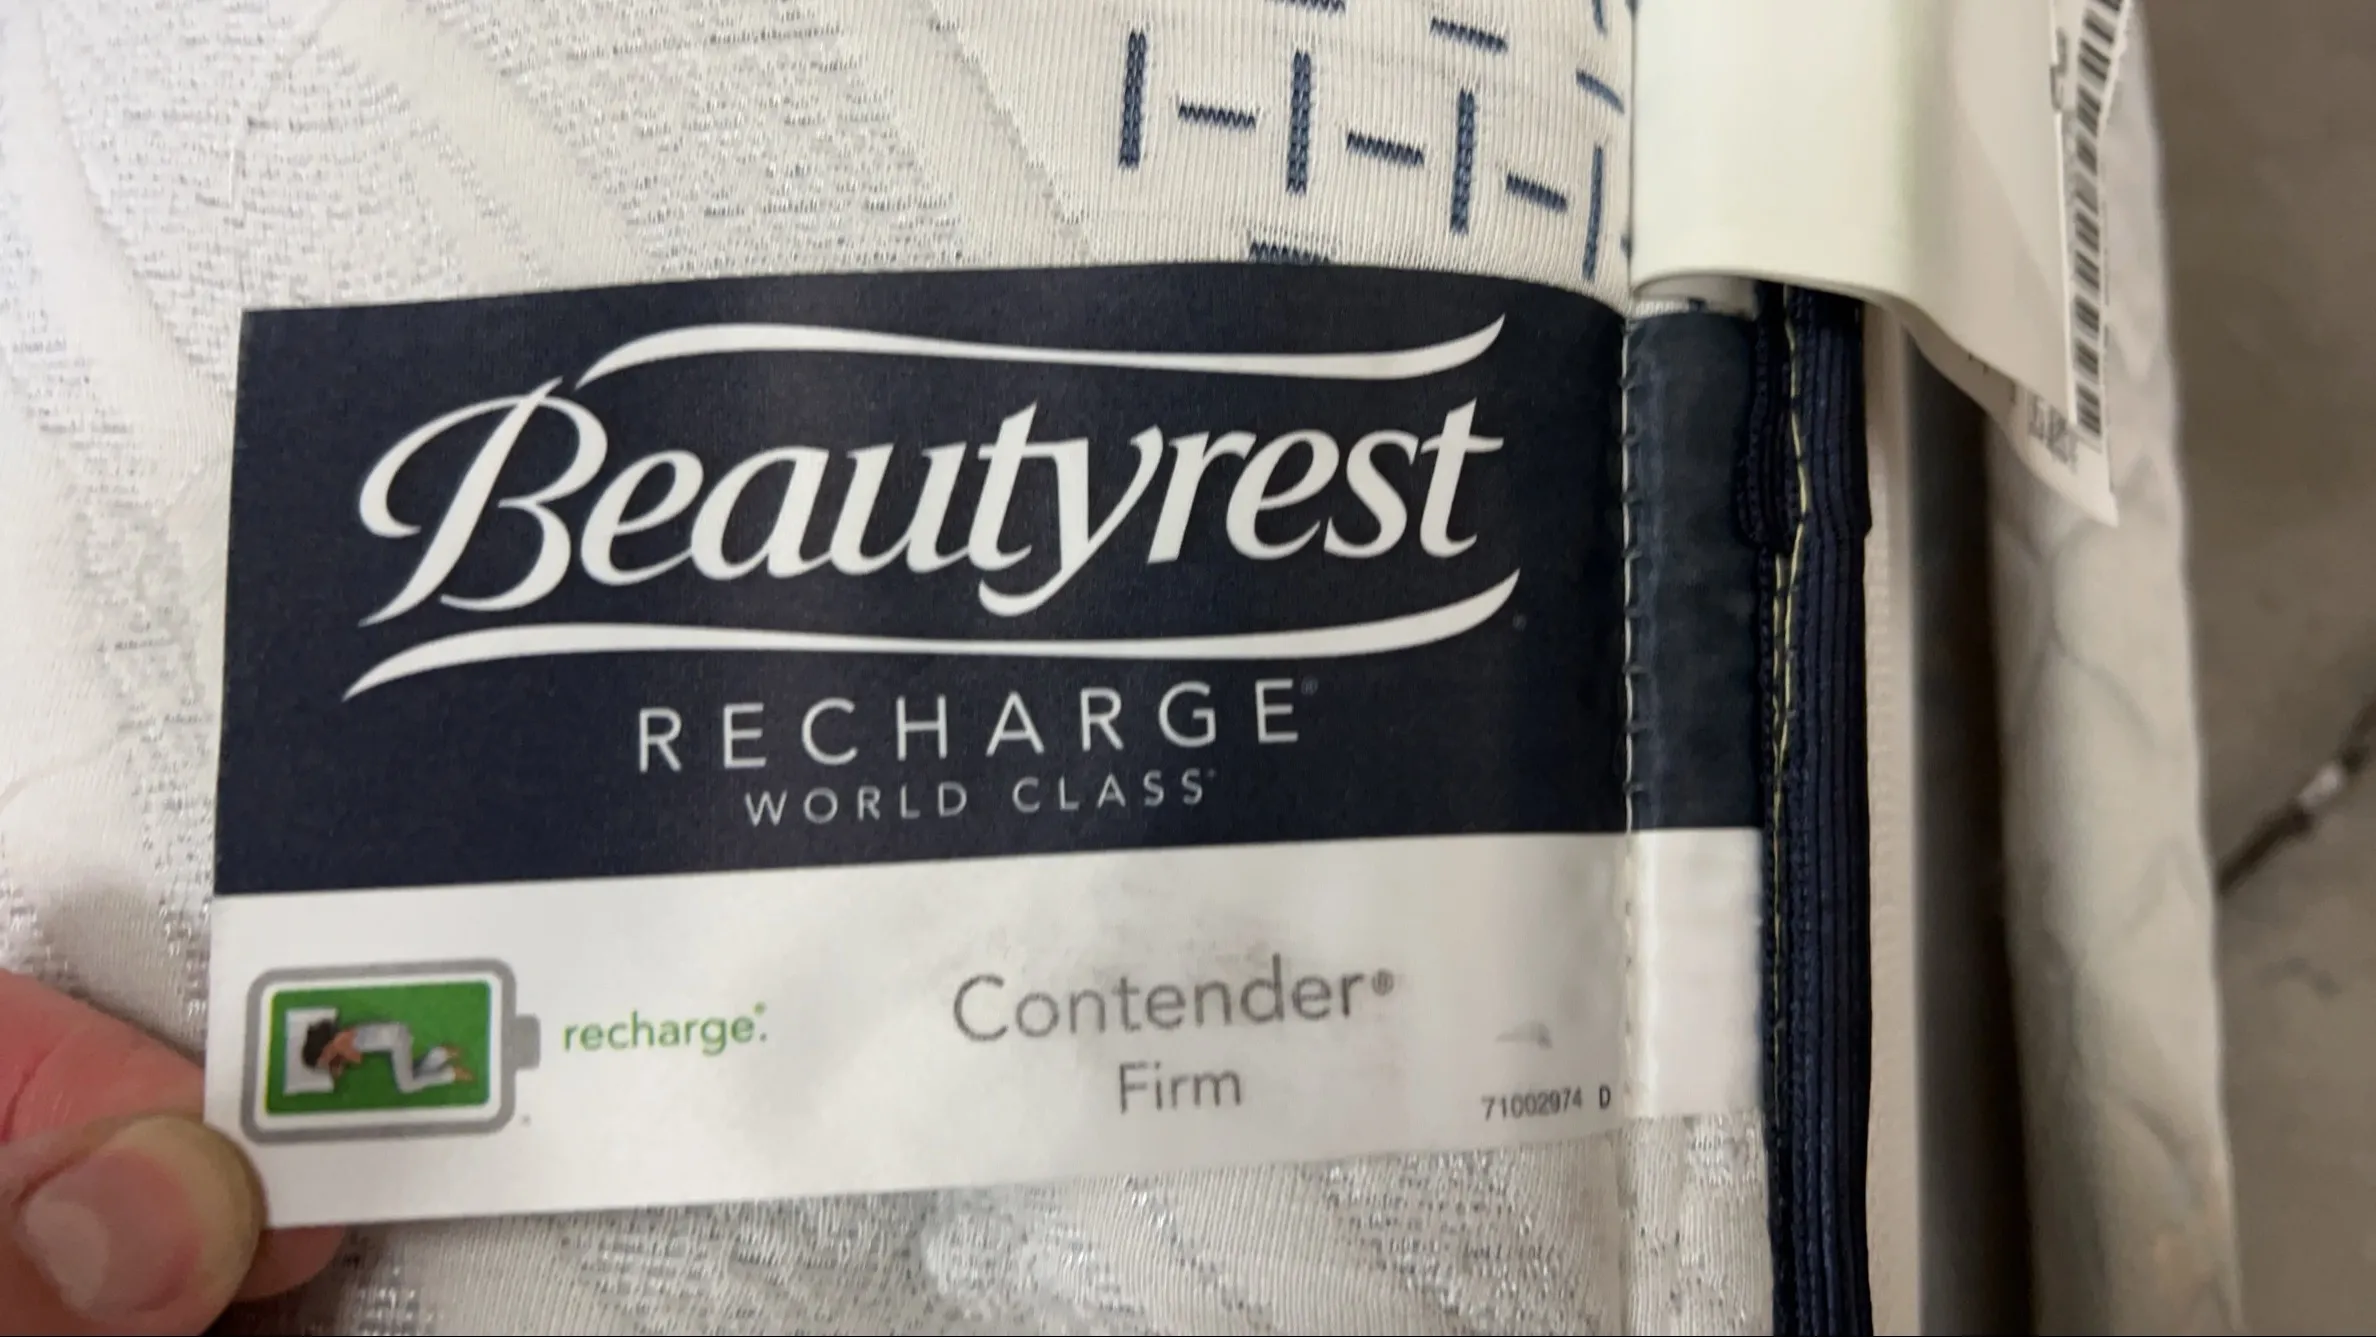 Beautyrest
RECHARGE®
WORLD CLASS
recharge.
Contender®
Firm
71002974 D